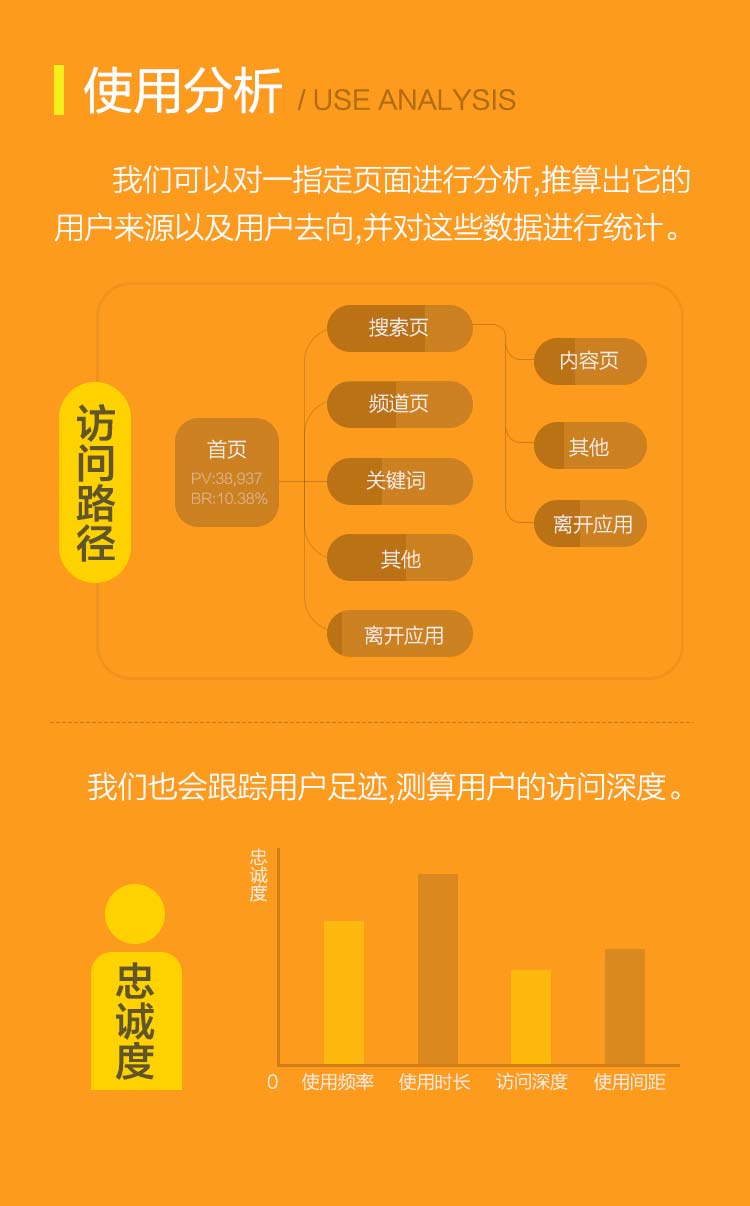 使用分析 / USE ANALYSIS
我们可以对一指定页面进行分析,推算出它的
用户来源以及用户去向,并对这些数据进行统计。
访问路径
首页
PV:38,937
BR:10.38%
搜索页
频道页
关键词
其他
离开应用
内容页
其他
离开应用
我们也会跟踪用户足迹,测算用户的访问深度。
忠诚度
忠诚度
0 使用频率 使用时长 访问深度 使用间距